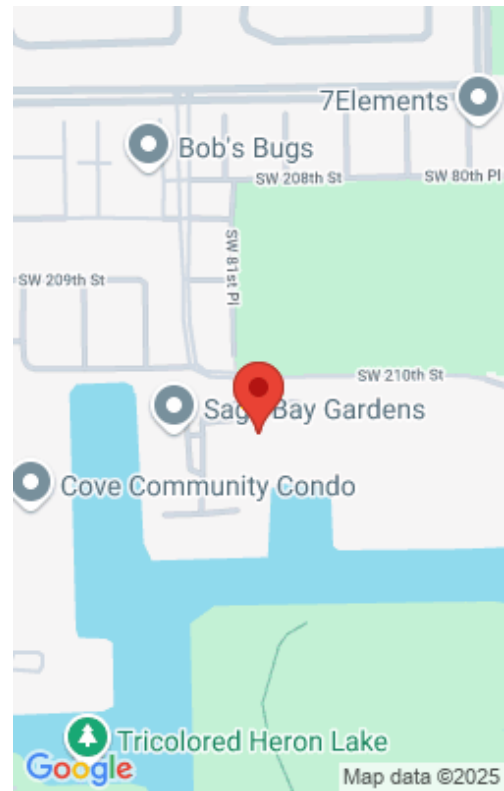 7Elements
Bob's Bugs
SW 208th St
SW 80th Pl
SW 81st Pl
SW 209th St
SW 210th St
Sage Bay Gardens
Cove Community Condo
Tricolored Heron Lake
Google
Map data ©2025